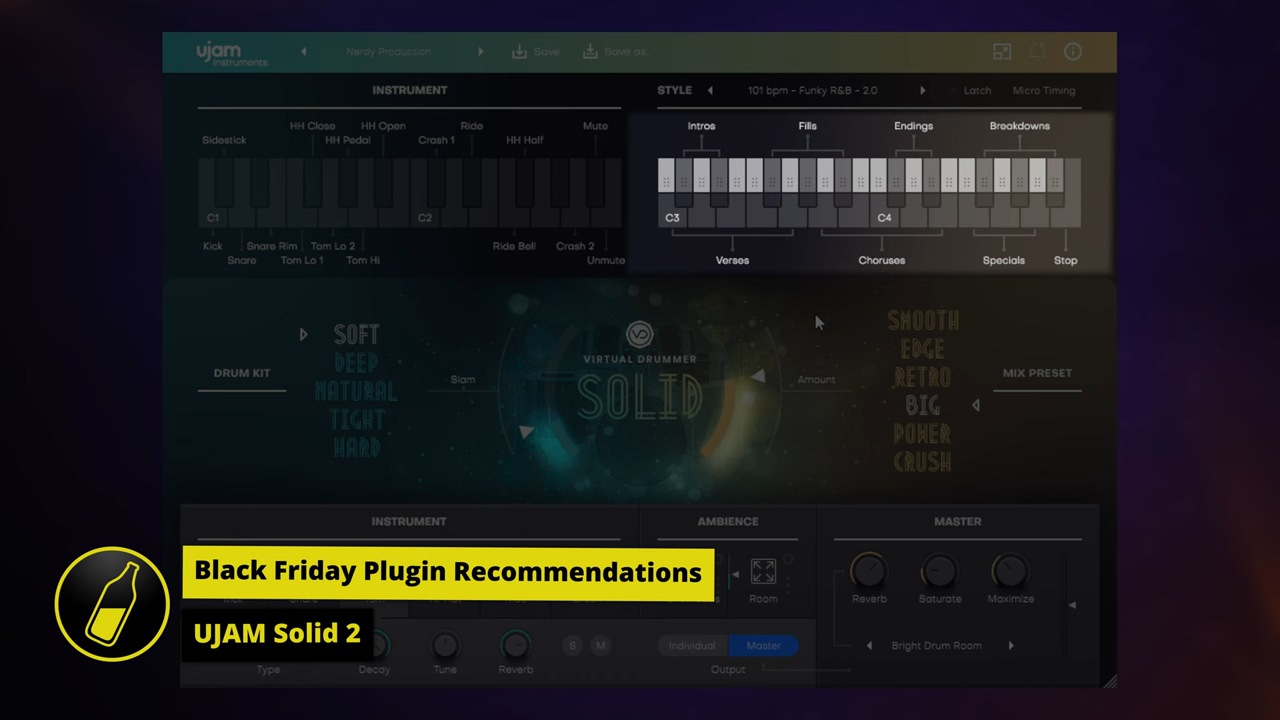 ujam
Instruments
Nerdy Production
Save
Save as...
INSTRUMENT
STYLE
101 bpm - Funky R&B - 2.0
Latch
Micro Timing
HH Close
HH Open
Ride
Mute
Sidestick
HH Pedal
Crash 1
HH Half
Intros
Fills
Endings
Breakdowns
C1
C2
C3
C4
Kick
Snare Rim
Tom Lo 2
Ride Bell
Crash 2
Snare
Tom Lo 1
Tom Hi
Unmute
Verses
Choruses
Specials
Stop
DRUM KIT
SOFT
DEEP
NATURAL
TIGHT
HARD
Slam
VD
VIRTUAL DRUMMER
SOLID
Amount
SMOOTH
EDGE
RETRO
BIG
POWER
CRUSH
MIX PRESET
INSTRUMENT
AMBIENCE
MASTER
Black Friday Plugin Recommendations
UJAM Solid 2
Room
Reverb
Saturate
Maximize
S
M
Individual
Master
Bright Drum Room
Type
Decay
Tune
Reverb
Output